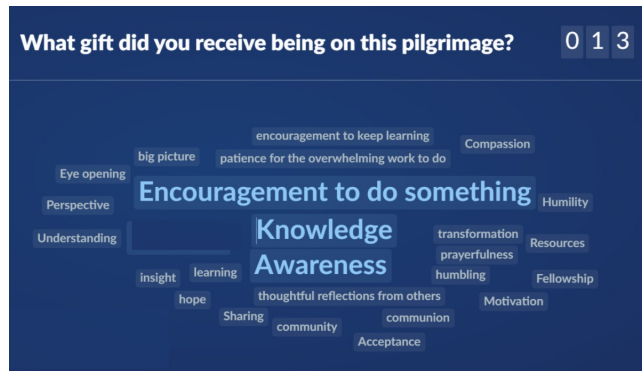 What gift did you receive being on this pilgrimage?
0 1 3
encouragement to keep learning
Compassion
big picture
patience for the overwhelming work to do
Eye opening
Encouragement to do something
Perspective
Humility
Knowledge
transformation
Understanding
Resources
prayerfulness
Awareness
insight
learning
humbling
Fellowship
hope
thoughtful reflections from others
Motivation
Sharing
community
communion
Acceptance